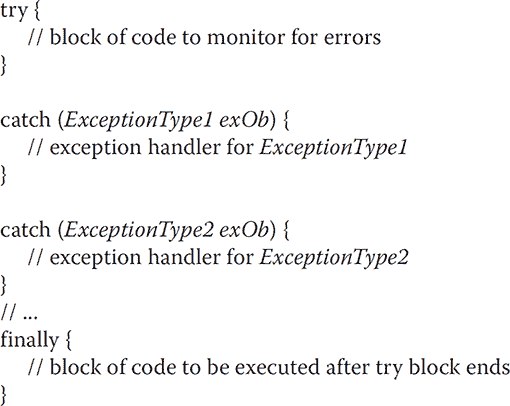 try {
// block of code to monitor for errors
}
catch (ExceptionType1 exOb) {
// exception handler for ExceptionType1
}
catch (ExceptionType2 exOb) {
// exception handler for ExceptionType2
}
// ...
finally {
// block of code to be executed after try block ends
}